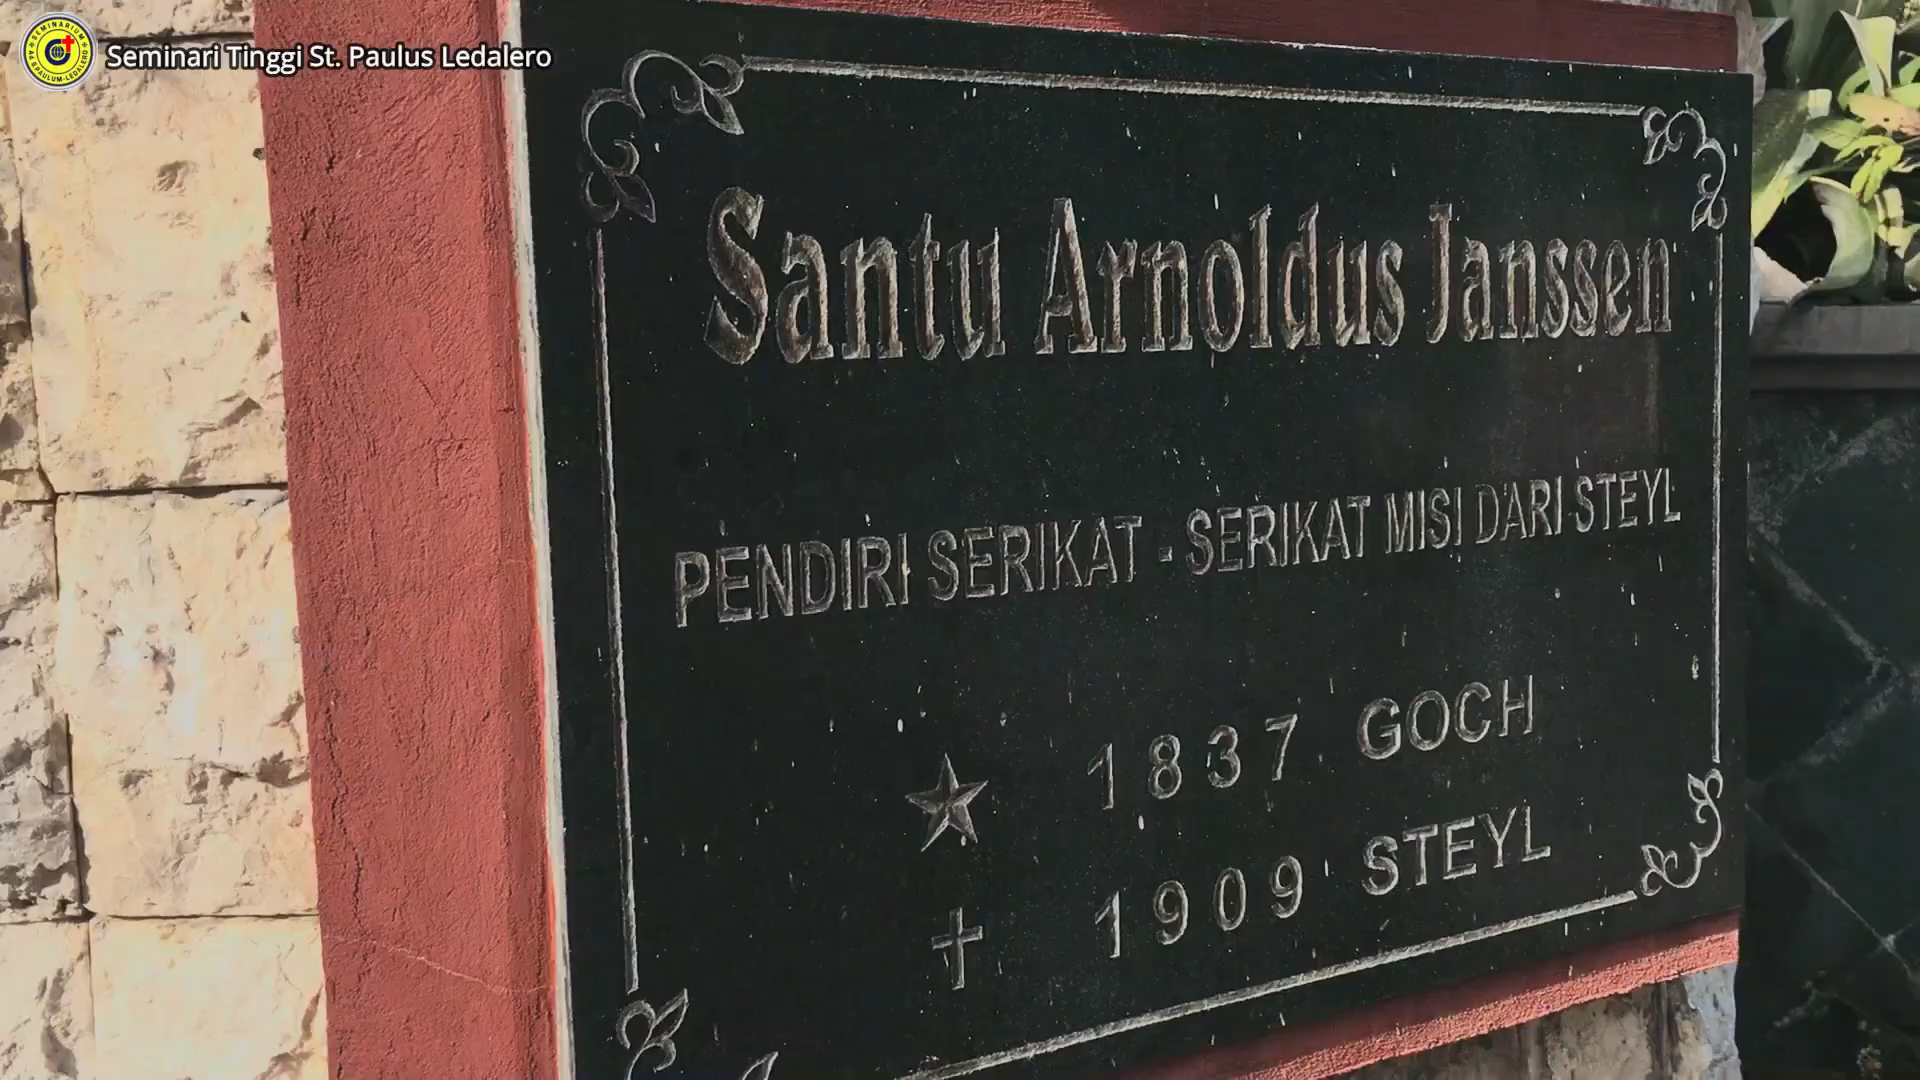 Seminari Tinggi St. Paulus Ledalero
Santu Arnoldus Janssen
PENDIRI SERIKAT - SERIKAT MISI DARI STEYL
1837 GOCH
1909 STEYL